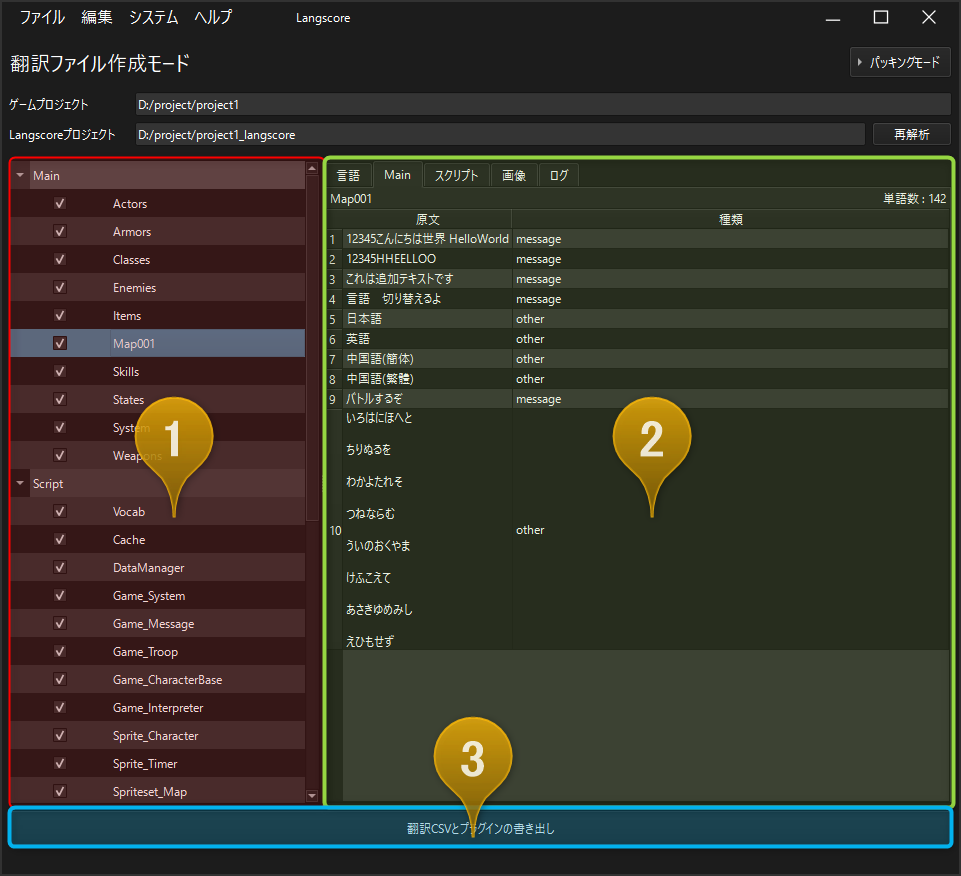 ファイル 編集 システム ヘルプ Langscore
翻訳ファイル作成モード
パッキングモード
ゲームプロジェクト D:/project/project1
Langscoreプロジェクト D:/project/project1_langscore 再解析
Main
Actors
Armors
Classes
Enemies
Items
Map001
Skills
States
System
Weapons
Script
Vocab
Cache
DataManager
Game_System
Game_Message
Game_Troop
Game_CharacterBase
Game_Interpreter
Sprite_Character
Sprite_Timer
Spriteset_Map
1
言語 Main スクリプト 画像 ログ
Map001 単語数 : 142
原文 種類
1 12345こんにちは世界 HelloWorld message
2 12345HHEELLOO message
3 これは追加テキストです message
4 言語　切り替えるよ message
5 日本語 other
6 英語 other
7 中国語(简体) other
8 中国語(繁體) other
9 バトルするぞ message
いろはにほへと
ちりぬるを
わかよたれそ
つねならむ
10 other
ういのおくやま
けふこえて
あさきゆめみし
えひもせず
2
3
翻訳CSVとプラグインの書き出し